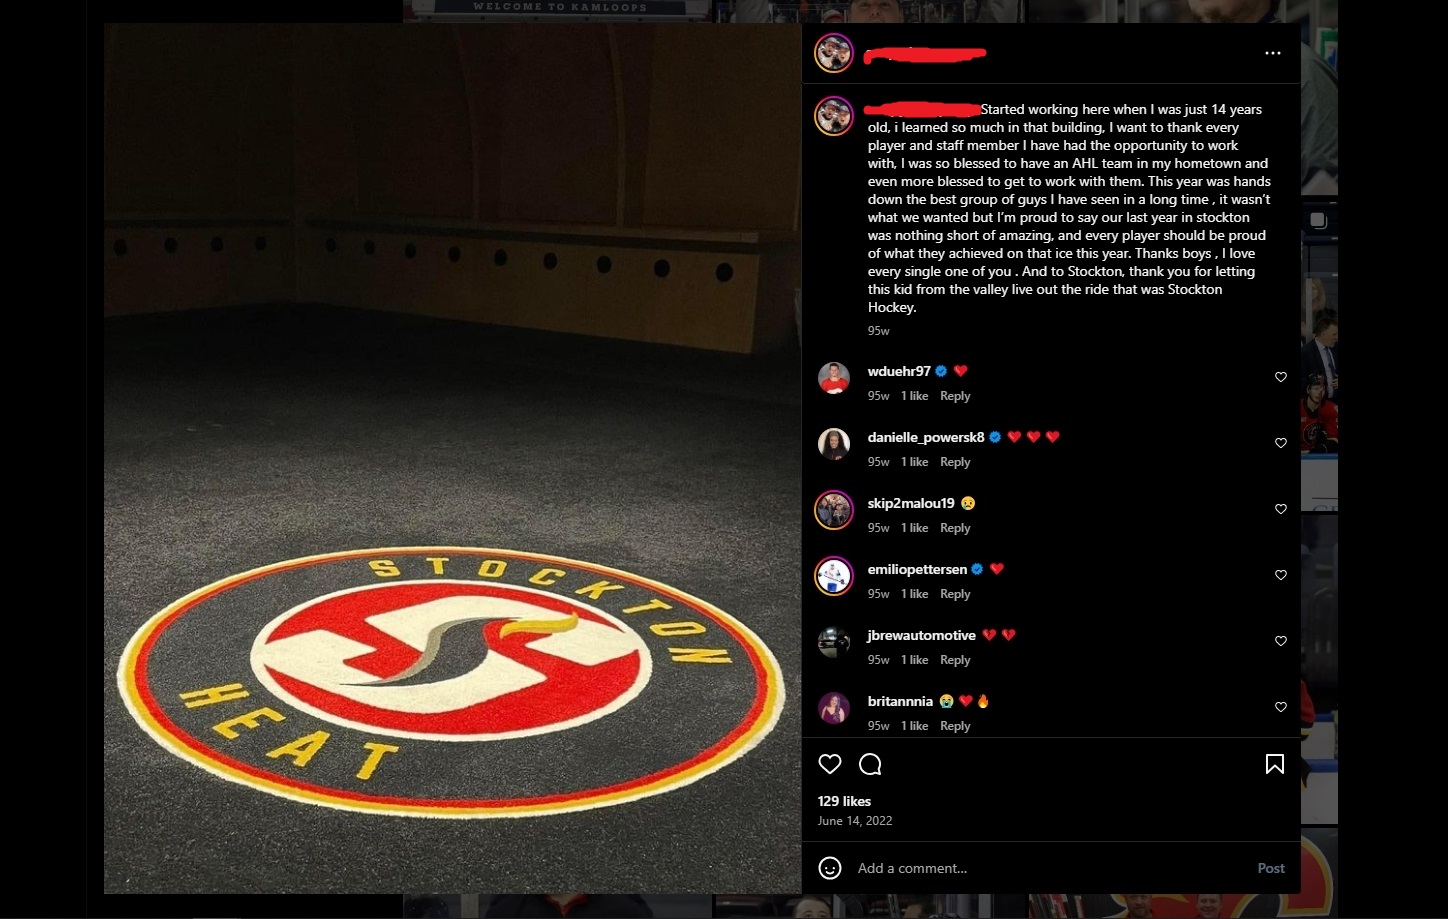 WELCOME TO KAMLOOPS
Started working here when I was just 14 years
old, i learned so much in that building, I want to thank every
player and staff member I have had the opportunity to work
with, I was so blessed to have an AHL team in my hometown and
even more blessed to get to work with them. This year was hands
down the best group of guys I have seen in a long time , it wasn't
what we wanted but I'm proud to say our last year in stockton
was nothing short of amazing, and every player should be proud
of what they achieved on that ice this year. Thanks boys , I love
every single one of you . And to Stockton, thank you for letting
this kid from the valley live out the ride that was Stockton
Hockey.
95w
wduehr97
95w 1 like Reply
danielle_powersk8
95w 1 like Reply
skip2malou19
95w 1 like Reply
emiliopettersen
95w 1 like Reply
jbrewautomotive
95w 1 like Reply
britannnia
95w 1 like Reply
129 likes
June 14, 2022
Add a comment... Post
STOCKTON
HEAT